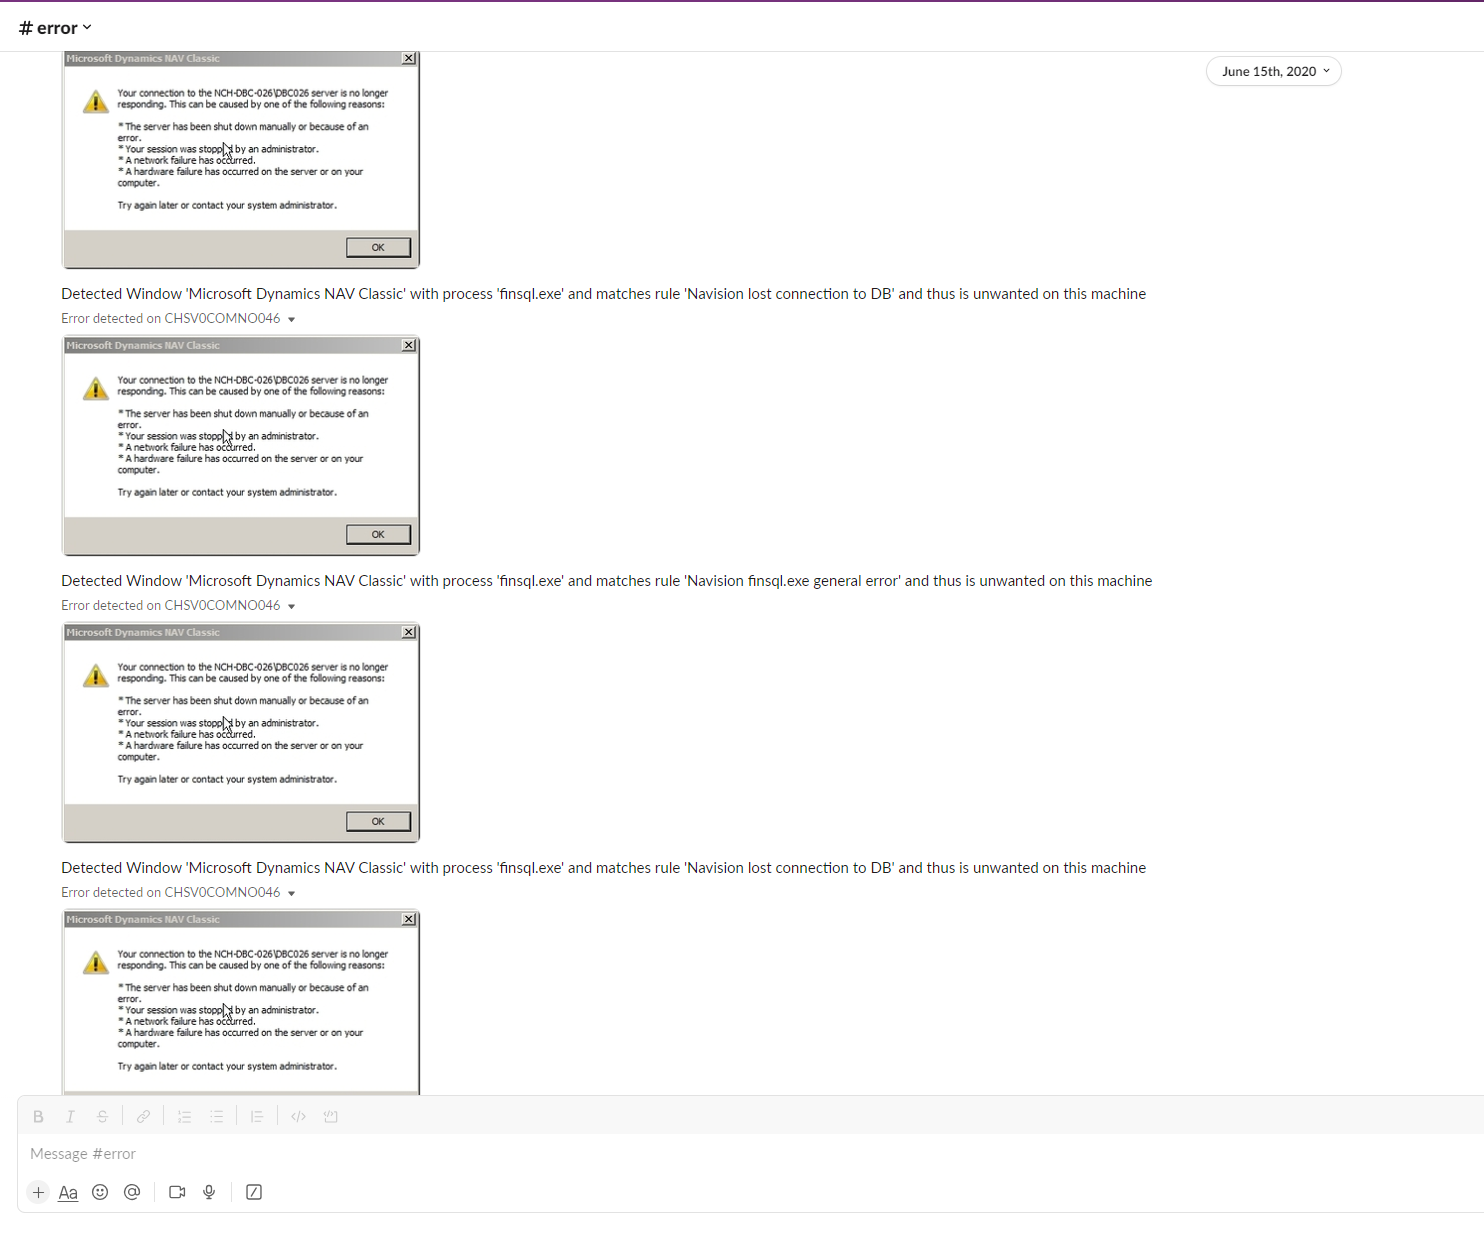 # error
June 15th, 2020
Microsoft Dynamics NAV Classic
Your connection to the NCH-DBC-026\DBC026 server is no longer
responding. This can be caused by one of the following reasons:
* The server has been shut down manually or because of an
error.
* Your session was stopped by an administrator.
* A network failure has occurred.
* A hardware failure has occurred on the server or on your
computer.
Try again later or contact your system administrator.
OK
Detected Window 'Microsoft Dynamics NAV Classic' with process 'finsql.exe' and matches rule 'Navision lost connection to DB' and thus is unwanted on this machine
Error detected on CHSV0COMNO046
Microsoft Dynamics NAV Classic
Your connection to the NCH-DBC-026\DBC026 server is no longer
responding. This can be caused by one of the following reasons:
* The server has been shut down manually or because of an
error.
* Your session was stopped by an administrator.
* A network failure has occurred.
* A hardware failure has occurred on the server or on your
computer.
Try again later or contact your system administrator.
OK
Detected Window 'Microsoft Dynamics NAV Classic' with process 'finsql.exe' and matches rule 'Navision finsql.exe general error' and thus is unwanted on this machine
Error detected on CHSV0COMNO046
Microsoft Dynamics NAV Classic
Your connection to the NCH-DBC-026\DBC026 server is no longer
responding. This can be caused by one of the following reasons:
* The server has been shut down manually or because of an
error.
* Your session was stopped by an administrator.
* A network failure has occurred.
* A hardware failure has occurred on the server or on your
computer.
Try again later or contact your system administrator.
OK
Detected Window 'Microsoft Dynamics NAV Classic' with process 'finsql.exe' and matches rule 'Navision lost connection to DB' and thus is unwanted on this machine
Error detected on CHSV0COMNO046
Microsoft Dynamics NAV Classic
Your connection to the NCH-DBC-026\DBC026 server is no longer
responding. This can be caused by one of the following reasons:
* The server has been shut down manually or because of an
error.
* Your session was stopped by an administrator.
* A network failure has occurred.
* A hardware failure has occurred on the server or on your
computer.
Try again later or contact your system administrator.
B I S
Message #error
+ Aa @